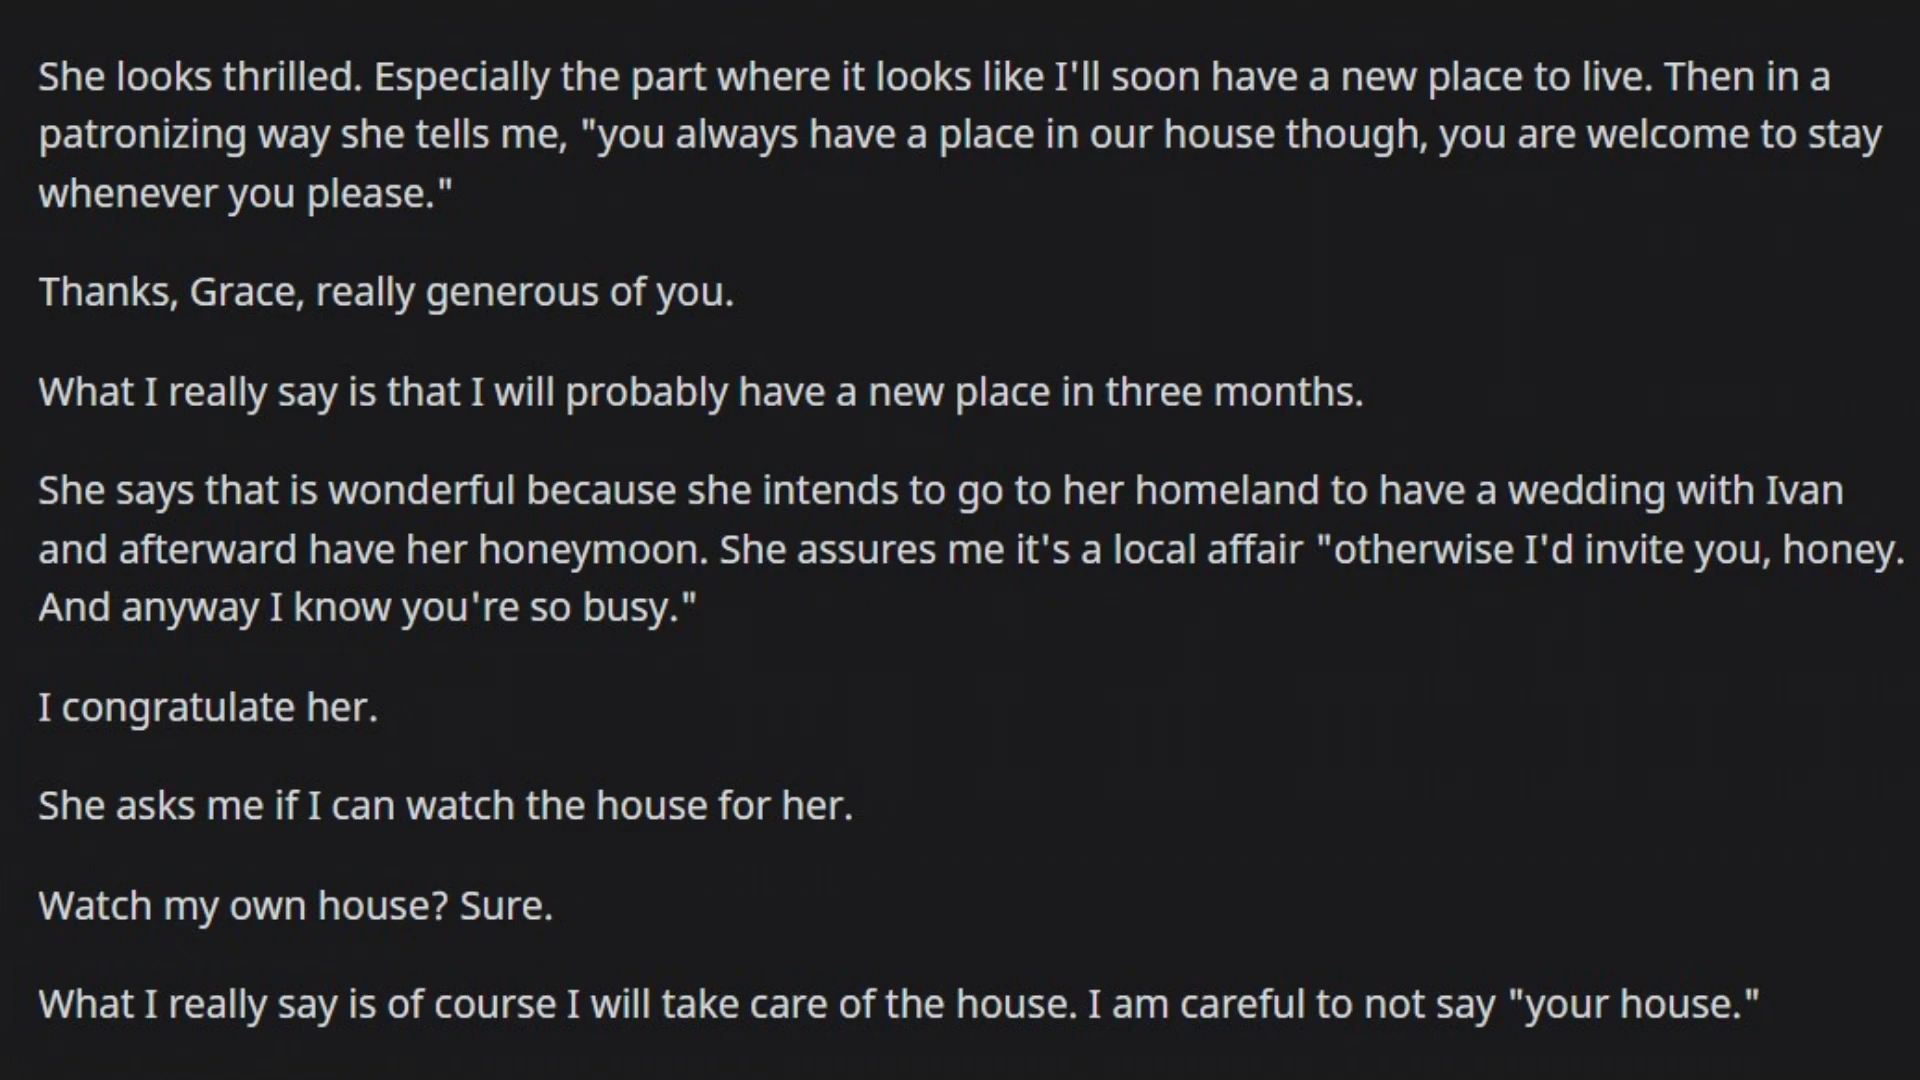 She looks thrilled. Especially the part where it looks like I'll soon have a new place to live. Then in a
patronizing way she tells me, "you always have a place in our house though, you are welcome to stay
whenever you please."
Thanks, Grace, really generous of you.
What I really say is that I will probably have a new place in three months.
She says that is wonderful because she intends to go to her homeland to have a wedding with Ivan
and afterward have her honeymoon. She assures me it's a local affair "otherwise I'd invite you, honey.
And anyway I know you're so busy."
I congratulate her.
She asks me if I can watch the house for her.
Watch my own house? Sure.
What I really say is of course I will take care of the house. I am careful to not say "your house."